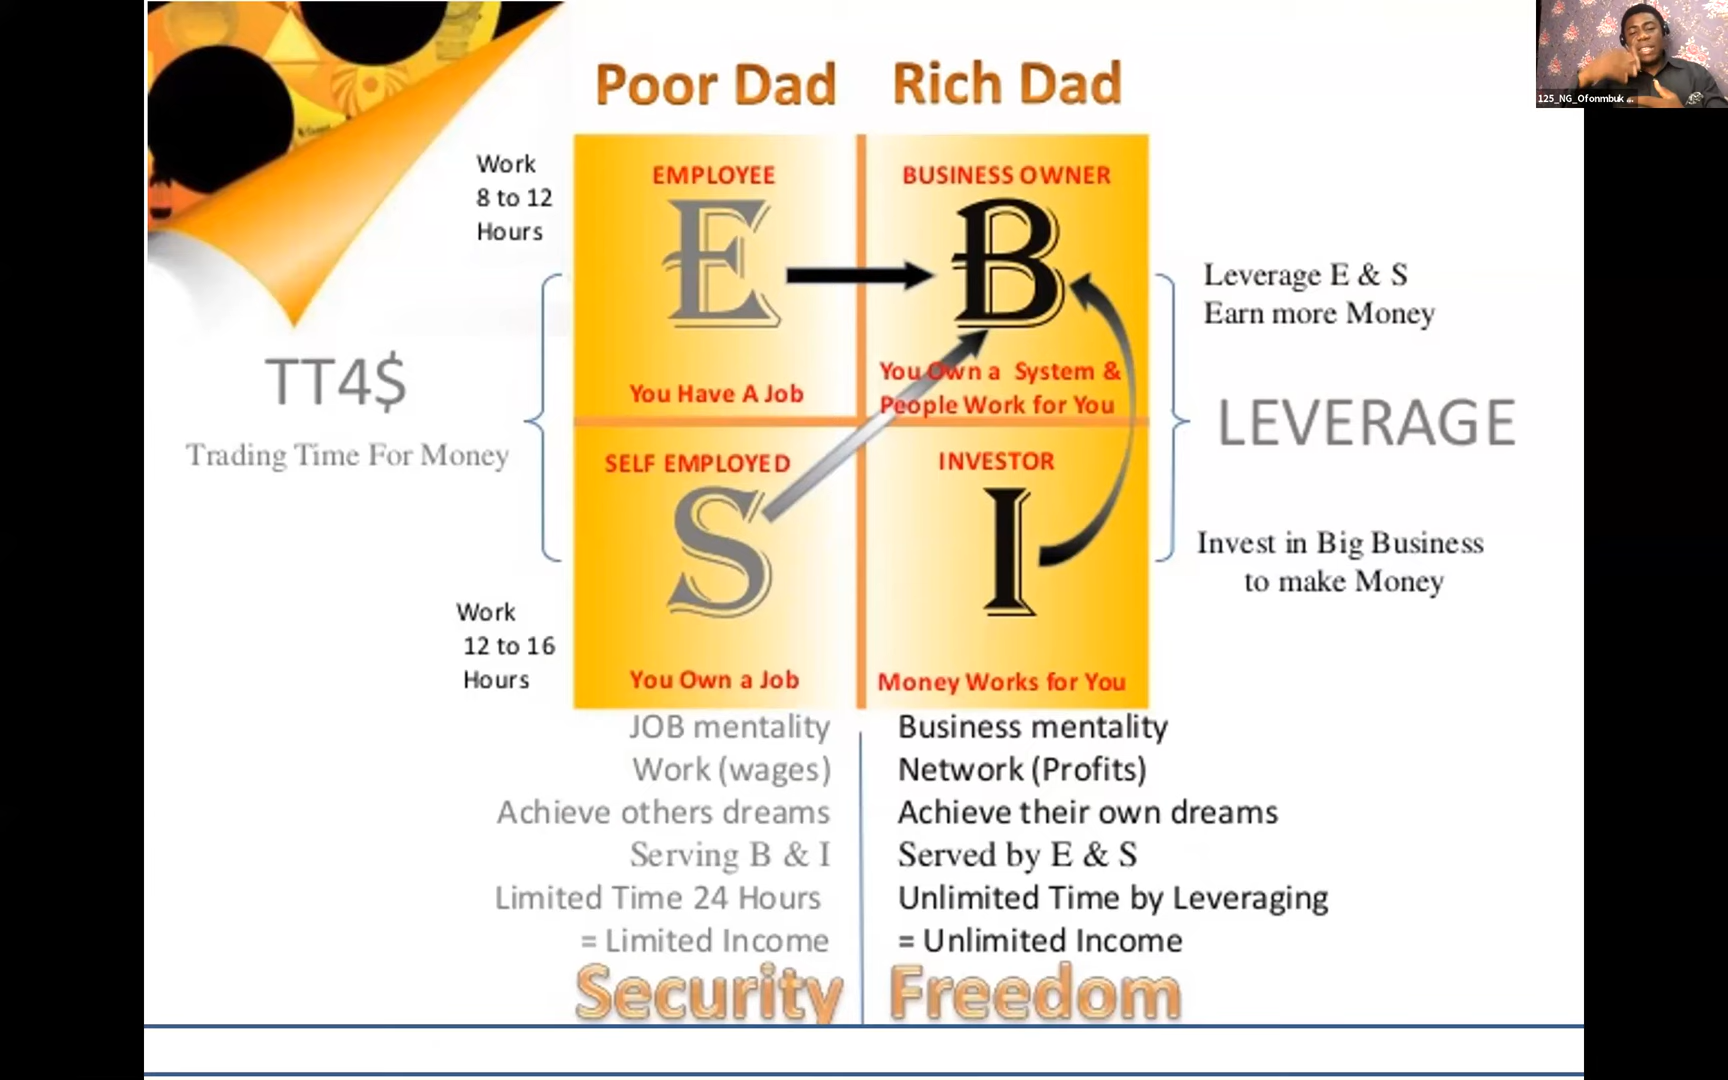 Poor Dad Rich Dad
125_NG_Ofonmbuk ...
Work
8 to 12
Hours
EMPLOYEE
E
You Have A Job
BUSINESS OWNER
B
You Own a System &
People Work for You
Leverage E & S
Earn more Money
TT4$
Trading Time For Money
LEVERAGE
SELF EMPLOYED
S
You Own a Job
INVESTOR
I
Money Works for You
Invest in Big Business
to make Money
Work
12 to 16
Hours
JOB mentality
Work (wages)
Achieve others dreams
Serving B & I
Limited Time 24 Hours
= Limited Income
Security
Business mentality
Network (Profits)
Achieve their own dreams
Served by E & S
Unlimited Time by Leveraging
= Unlimited Income
Freedom